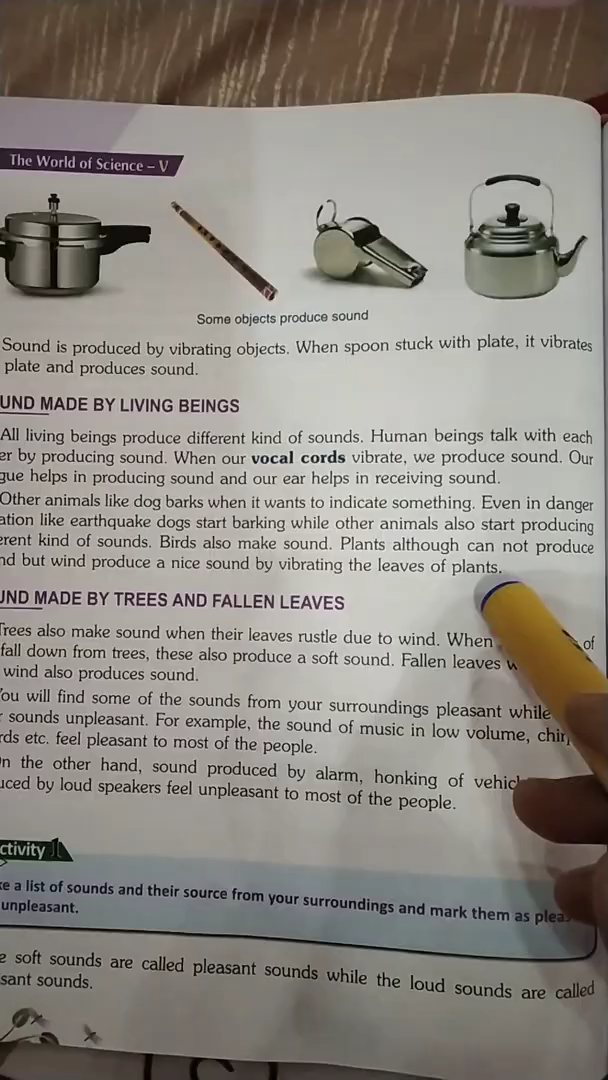 The World of Science – V
Some objects produce sound
Sound is produced by vibrating objects. When spoon stuck with plate, it vibrates
plate and produces sound.
UND MADE BY LIVING BEINGS
All living beings produce different kind of sounds. Human beings talk with each
er by producing sound. When our vocal cords vibrate, we produce sound. Our
gue helps in producing sound and our ear helps in receiving sound.
Other animals like dog barks when it wants to indicate something. Even in danger
ation like earthquake dogs start barking while other animals also start producing
erent kind of sounds. Birds also make sound. Plants although can not produce
nd but wind produce a nice sound by vibrating the leaves of plants.
UND MADE BY TREES AND FALLEN LEAVES
Trees also make sound when their leaves rustle due to wind. When of
fall down from trees, these also produce a soft sound. Fallen leaves
wind also produces sound.
You will find some of the sounds from your surroundings pleasant while
sounds unpleasant. For example, the sound of music in low volume,
rds etc. feel pleasant to most of the people.
n the other hand, sound produced by alarm, honking of
uced by loud speakers feel unpleasant to most of the people.
ctivity 1
ke a list of sounds and their source from your surroundings and mark them as
unpleasant.
e soft sounds are called pleasant sounds while the loud sounds are called
sant sounds.